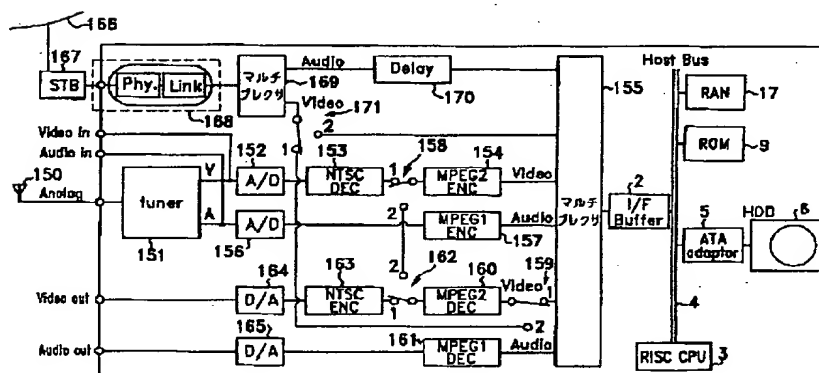 166
167
STB
Phy.
Link
168
マルチ
プレクサ
169
Audio
Delay
170
Video
171
1
2
155
マルチ
プレクサ
Host Bus
RAN
17
ROM
9
2
I/F
Buffer
5
ATA
adaptor
HDD
6
4
RISC CPU
3
Video in
Audio in
150
Analog
tuner
151
V
A
152
A/D
153
NTSC
DEC
1
158
2
154
MPEG2
ENC
Video
156
A/D
MPEG1
ENC
157
Audio
2
162
1
Video out
164
D/A
163
NTSC
ENC
160
MPEG2
DEC
Video
159
1
2
Audio out
165
D/A
161
MPEG1
DEC
Audio